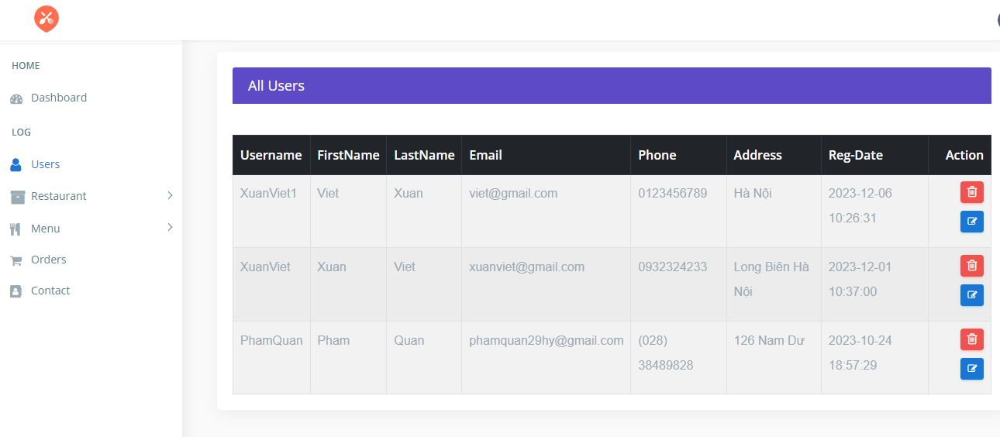 HOME
Dashboard
LOG
Users
Restaurant
Menu
Orders
Contact
All Users
Username FirstName LastName Email Phone Address Reg-Date Action
XuanViet1 Viet Xuan viet@gmail.com 0123456789 Hà Nội 2023-12-06
10:26:31
XuanViet Xuan Viet xuanviet@gmail.com 0932324233 Long Biên Hà 2023-12-01
Nội 10:37:00
PhamQuan Pham Quan phamquan29hy@gmail.com (028) 126 Nam Dư 2023-10-24
38489828 18:57:29